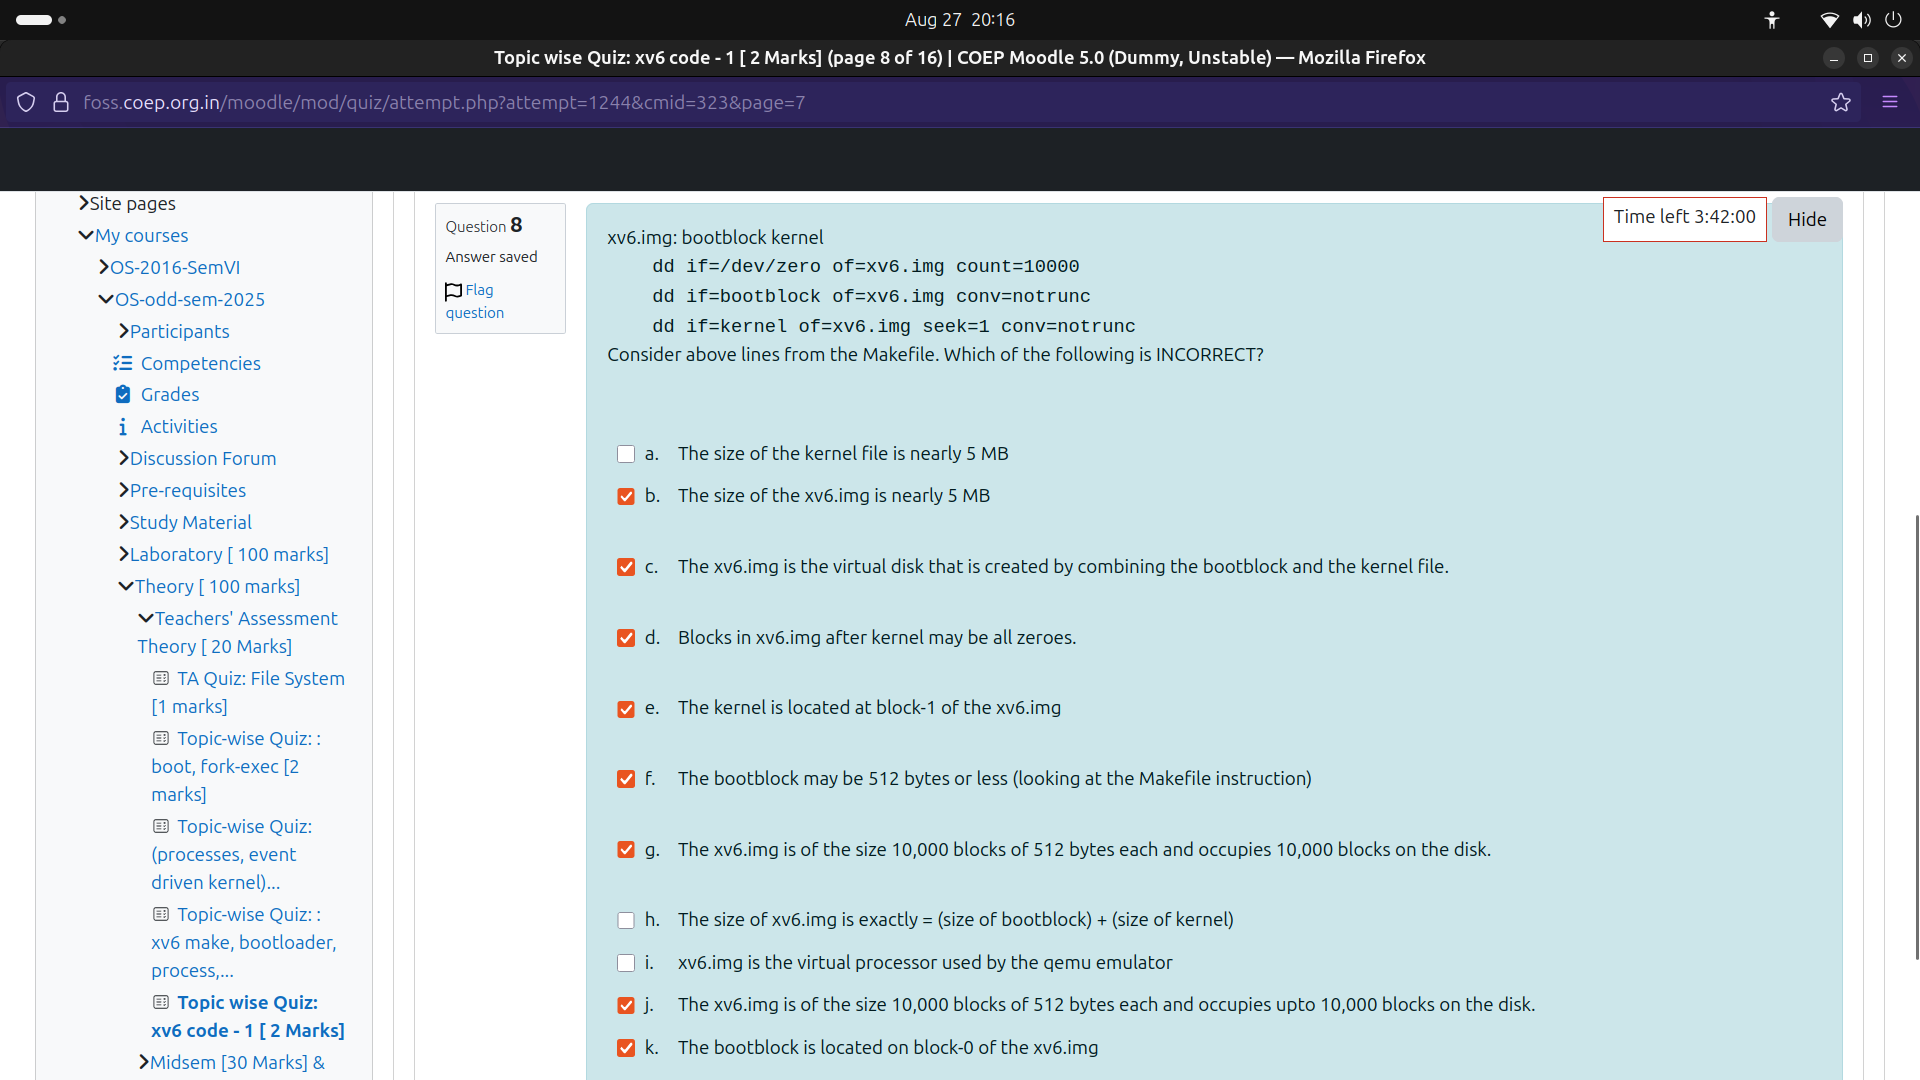 Aug 27 20:16
Topic wise Quiz: xv6 code - 1 [ 2 Marks] (page 8 of 16) | COEP Moodle 5.0 (Dummy, Unstable) — Mozilla Firefox
foss.coep.org.in/moodle/mod/quiz/attempt.php?attempt=1244&cmid=323&page=7
Site pages
My courses
OS-2016-SemVI
OS-odd-sem-2025
Participants
Competencies
Grades
Activities
Discussion Forum
Pre-requisites
Study Material
Laboratory [ 100 marks]
Theory [ 100 marks]
Teachers' Assessment
Theory [ 20 Marks]
TA Quiz: File System
[1 marks]
Topic-wise Quiz: :
boot, fork-exec [2
marks]
Topic-wise Quiz:
(processes, event
driven kernel)...
Topic-wise Quiz: :
xv6 make, bootloader,
process,...
Topic wise Quiz:
xv6 code - 1 [ 2 Marks]
Midsem [30 Marks] &
Question 8
Answer saved
Flag
question
Time left 3:42:00
Hide
xv6.img: bootblock kernel
dd if=/dev/zero of=xv6.img count=10000
dd if=bootblock of=xv6.img conv=notrunc
dd if=kernel of=xv6.img seek=1 conv=notrunc
Consider above lines from the Makefile. Which of the following is INCORRECT?
a. The size of the kernel file is nearly 5 MB
b. The size of the xv6.img is nearly 5 MB
c. The xv6.img is the virtual disk that is created by combining the bootblock and the kernel file.
d. Blocks in xv6.img after kernel may be all zeroes.
e. The kernel is located at block-1 of the xv6.img
f. The bootblock may be 512 bytes or less (looking at the Makefile instruction)
g. The xv6.img is of the size 10,000 blocks of 512 bytes each and occupies 10,000 blocks on the disk.
h. The size of xv6.img is exactly = (size of bootblock) + (size of kernel)
i. xv6.img is the virtual processor used by the qemu emulator
j. The xv6.img is of the size 10,000 blocks of 512 bytes each and occupies upto 10,000 blocks on the disk.
k. The bootblock is located on block-0 of the xv6.img